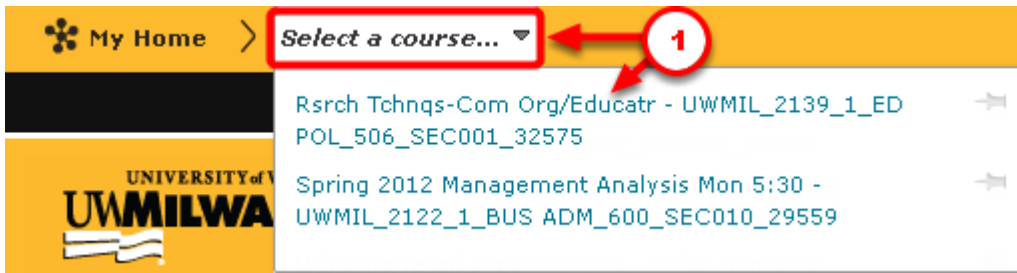 My Home
Select a course...
1
Rsrch Tchnqs-Com Org/Educatr - UWMIL_2139_1_ED
POL_506_SEC001_32575
Spring 2012 Management Analysis Mon 5:30 -
UWMIL_2122_1_BUS ADM_600_SEC010_29559
UNIVERSITY of